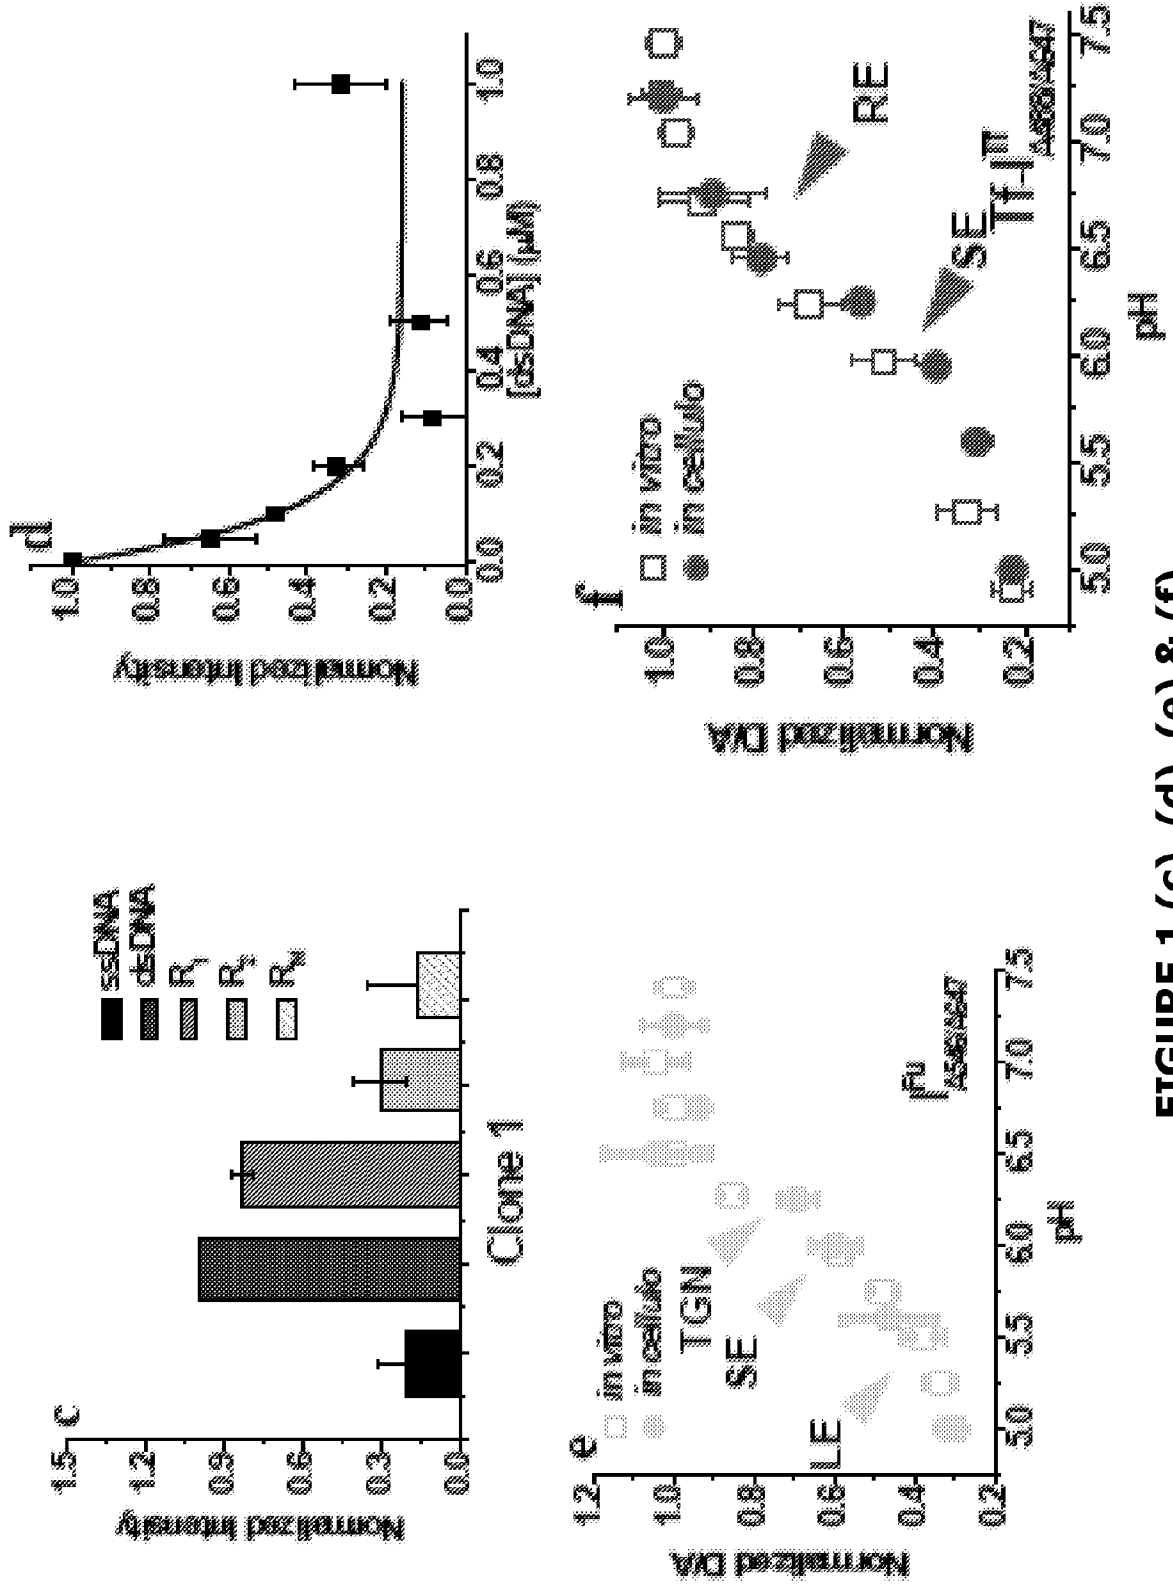 c
Normalized Intensity
1.5
1.2
0.9
0.6
0.3
0.0
Clone 1
ssDNA
dsDNA
R1
R2
RN
d
Normalized Intensity
1.0
0.8
0.6
0.4
0.2
0.0
0.0 0.2 0.4 0.6 0.8 1.0
[dsDNA] (μM)
e
Normalized D/A
1.2
1.0
0.8
0.6
0.4
0.2
in vitro
in cellulo
TGN
SE
LE
5.0 5.5 6.0 6.5 7.0 7.5
pH
f
Normalized D/A
1.0
0.8
0.6
0.4
0.2
in vitro
in cellulo
RE
SE
5.0 5.5 6.0 6.5 7.0 7.5
pH
FIGURE 1 (c), (d), (e) & (f)